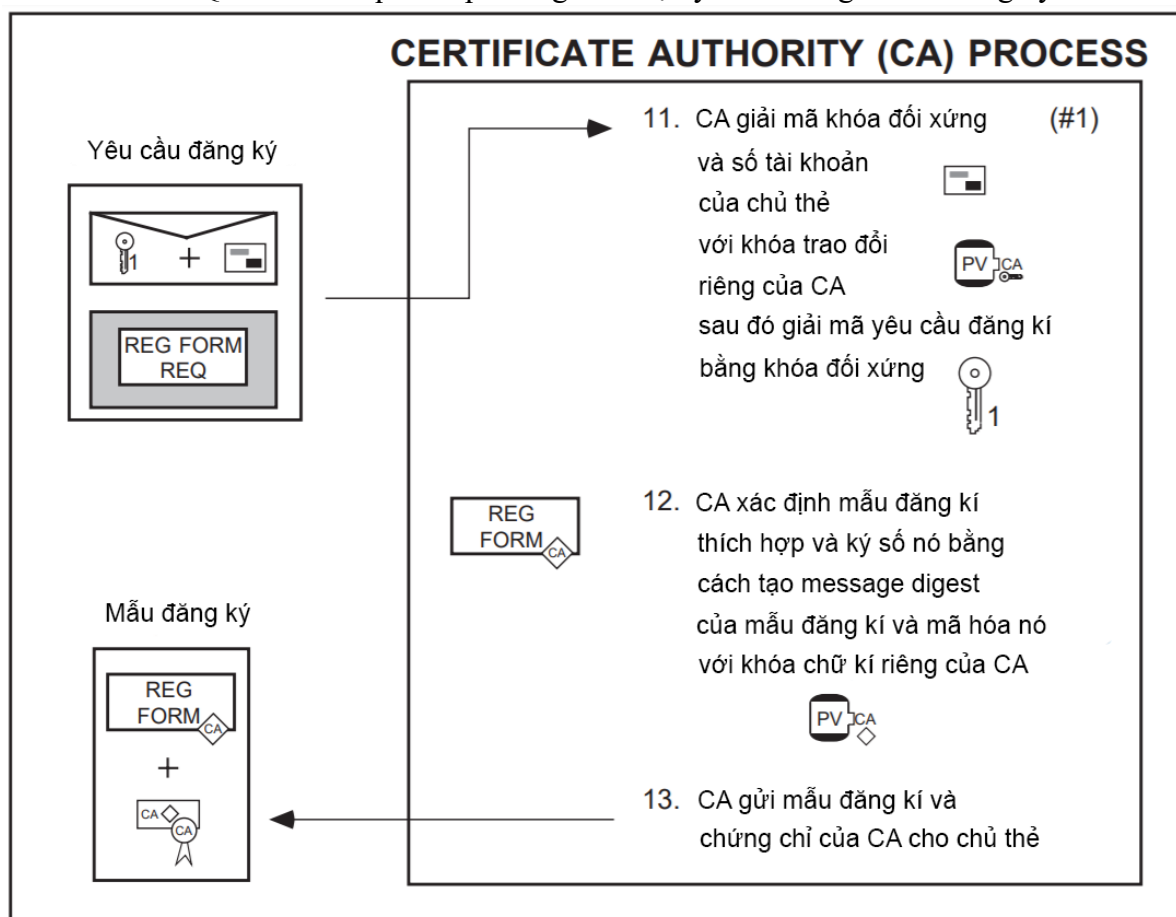 CERTIFICATE AUTHORITY (CA) PROCESS
Yêu cầu đăng ký
1 +
REG FORM
REQ
11. CA giải mã khóa đối xứng (#1)
và số tài khoản
của chủ thẻ
với khóa trao đổi
PV CA
riêng của CA
sau đó giải mã yêu cầu đăng kí
bằng khóa đối xứng
1
REG
FORM
CA
12. CA xác định mẫu đăng kí
thích hợp và ký số nó bằng
cách tạo message digest
của mẫu đăng kí và mã hóa nó
với khóa chữ kí riêng của CA
PV CA
Mẫu đăng ký
REG
FORM
CA
+
CA
CA
13. CA gửi mẫu đăng kí và
chứng chỉ của CA cho chủ thẻ